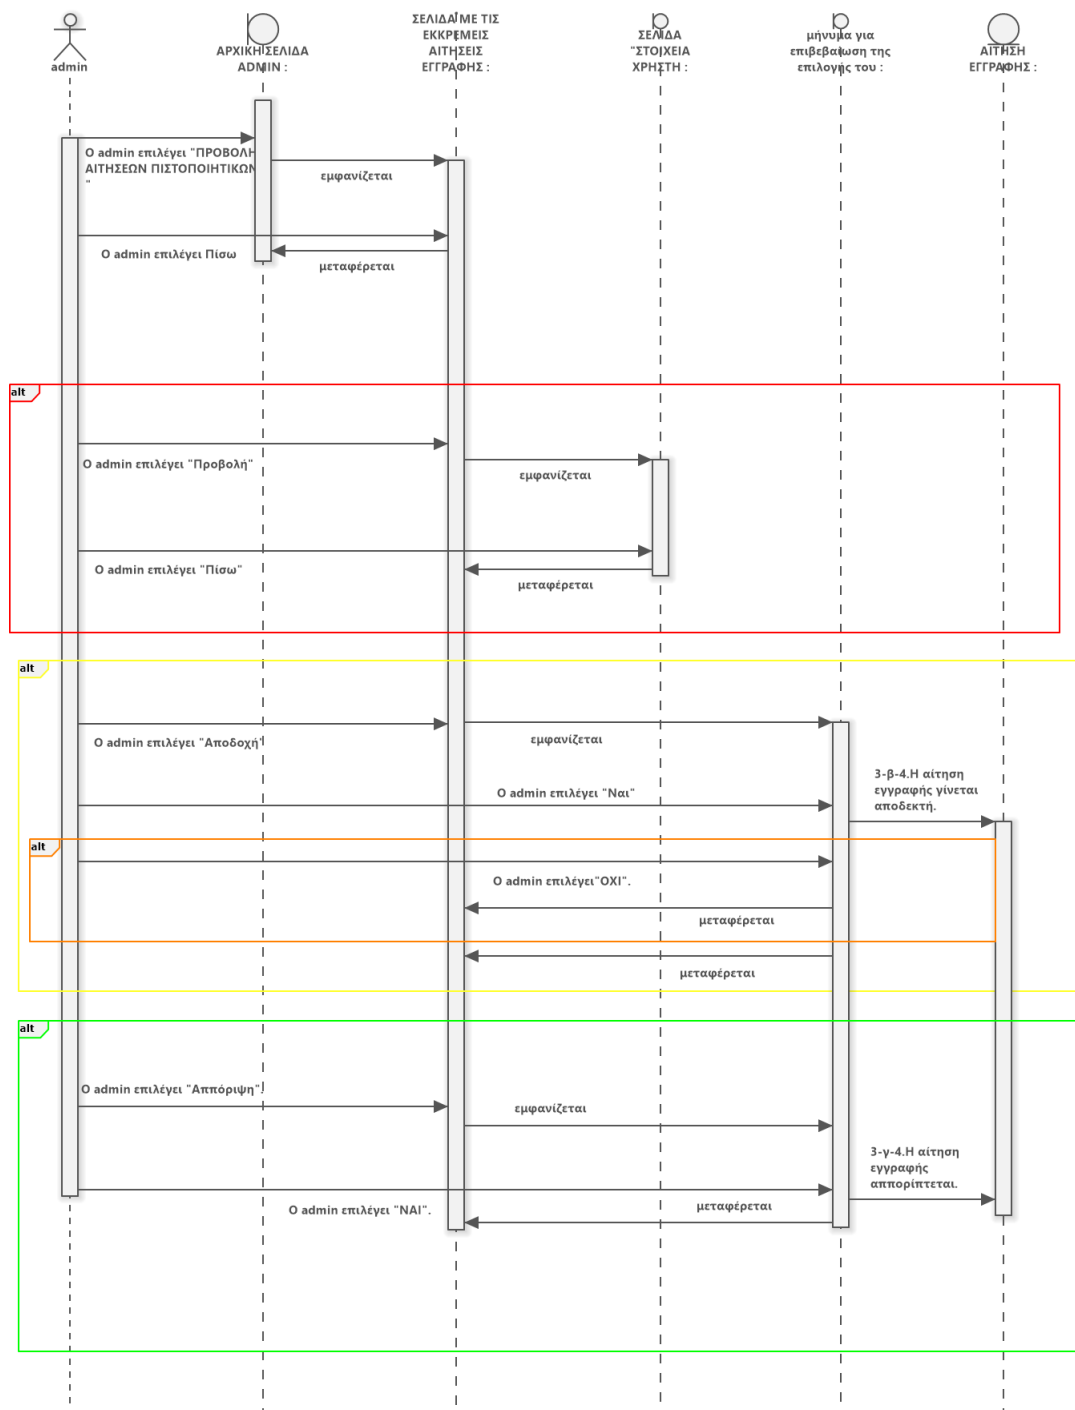 admin
ΑΡΧΙΚΗ ΣΕΛΙΔΑ
ADMIN :
ΣΕΛΙΔΑ ΜΕ ΤΙΣ
ΕΚΚΡΕΜΕΙΣ
ΑΙΤΗΣΕΙΣ
ΕΓΓΡΑΦΗΣ :
ΣΕΛΙΔΑ
"ΣΤΟΙΧΕΙΑ
ΧΡΗΣΤΗ :
μήνυμα για
επιβεβαιωση της
επιλογής του :
ΑΙΤΗΣΗ
ΕΓΓΡΑΦΗΣ :
Ο admin επιλέγει "ΠΡΟΒΟΛΗ
ΑΙΤΗΣΕΩΝ ΠΙΣΤΟΠΟΙΗΤΙΚΩΝ
"
εμφανίζεται
Ο admin επιλέγει Πίσω
μεταφέρεται
alt
Ο admin επιλέγει "Προβολή"
εμφανίζεται
Ο admin επιλέγει "Πίσω"
μεταφέρεται
alt
Ο admin επιλέγει "Αποδοχή"
εμφανίζεται
Ο admin επιλέγει "Ναι"
3-β-4.Η αίτηση
εγγραφής γίνεται
αποδεκτή.
alt
Ο admin επιλέγει"ΟΧΙ".
μεταφέρεται
μεταφέρεται
alt
Ο admin επιλέγει "Αππόριψη".
εμφανίζεται
3-γ-4.Η αίτηση
εγγραφής
απποριπτεται.
Ο admin επιλέγει "ΝΑΙ".
μεταφέρεται